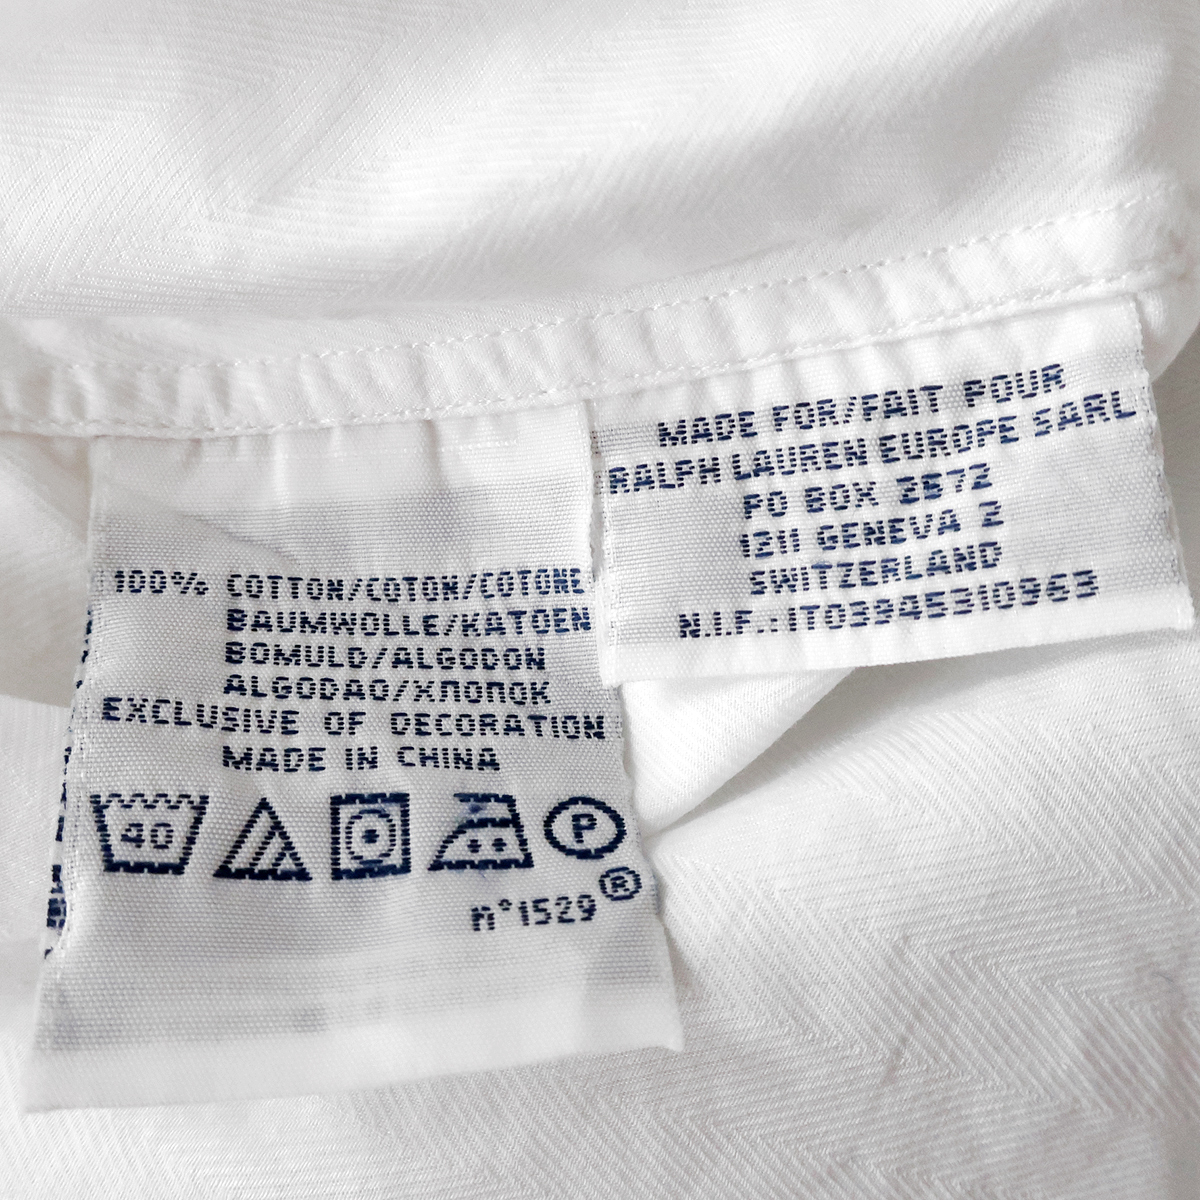 100% COTTON/COTON/COTONE
BAUMWOLLE/KATOEN
BOMULD/ALGODON
ALGODAO/ХЛОПОК
EXCLUSIVE OF DECORATION
MADE IN CHINA
40
P
n°1529®
MADE FOR/FAIT POUR
RALPH LAUREN EUROPE SARL
PO BOX 2872
1211 GENEVA 2
SWITZERLAND
N.I.F.:IT03945310963